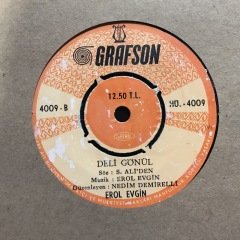 GRAFSON
12.50 T.L.
4009-B
HÜ.-4009
DELİ GÖNÜL
Söz : S. ALİ'DEN
Müzik : EROL EVGİN
Düzenleyen : NEDİM DEMİRELLİ
EROL EVGİN